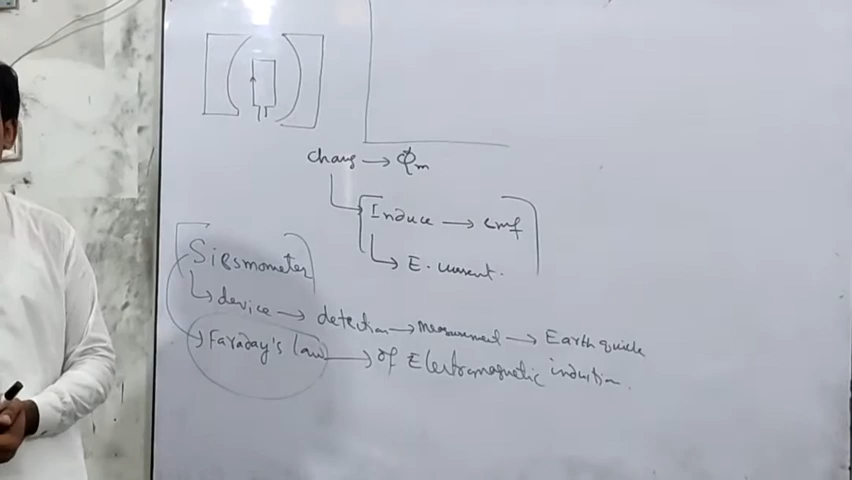 Chang → Φm
Induce → emf
E. current.
Siesmometer
device → detection → measurement → Earth quick
Faraday's law → of Electromagnetic induction.